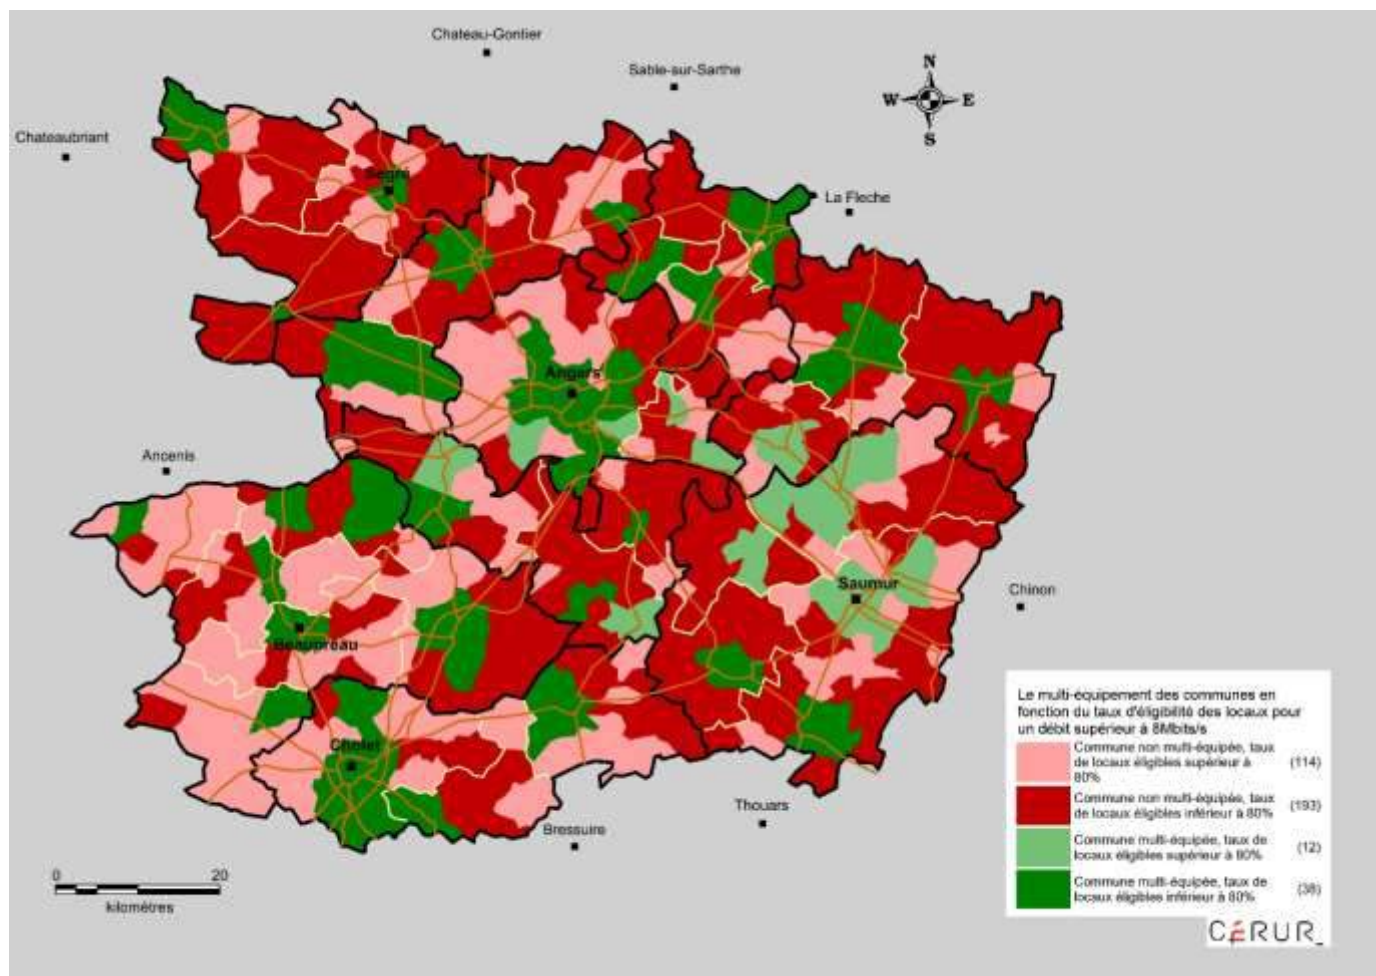 Chateau-Gontier
Sable-sur-Sarthe
N
W E
S
Chateaubriant
Segré
La Fleche
Angers
Ancenis
Saumur
Chinon
Beaupréau
Cholet
Thouars
Bressuire
0 20
kilomètres
Le multi-équipement des communes en
fonction du taux d'éligibilité des locaux pour
un débit supérieur à 8Mbits/s
Commune non multi-équipée, taux
de locaux éligibles supérieur à (114)
80%
Commune non multi-équipée, taux (193)
de locaux éligibles inférieur à 80%
Commune multi-équipée, taux de (12)
locaux éligibles supérieur à 80%
Commune multi-équipée, taux de (38)
locaux éligibles inférieur à 80%
CÉRUR_